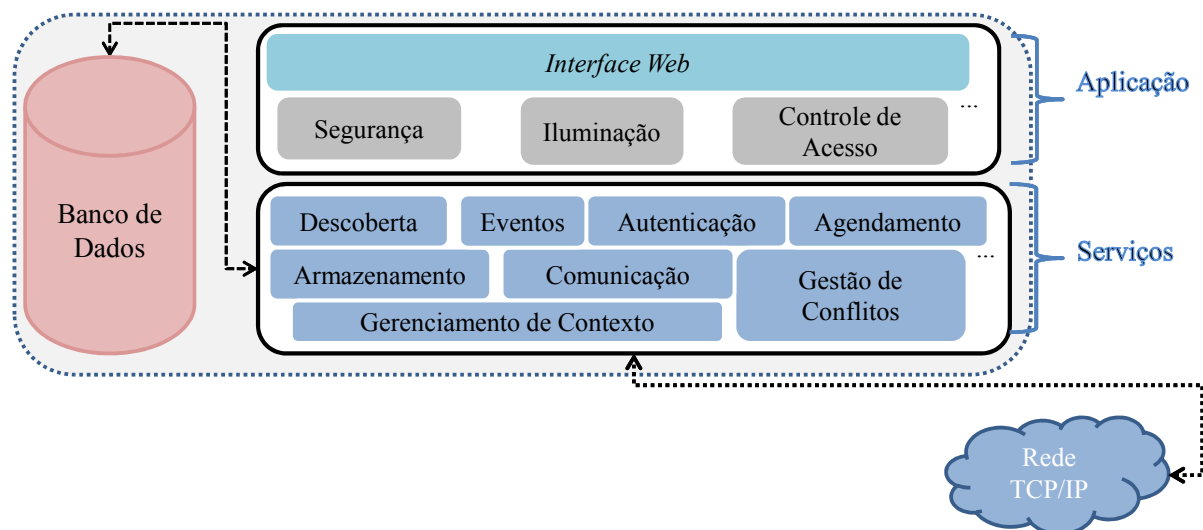 Interface Web
Segurança
Iluminação
Controle de
Acesso
...
Aplicação
Banco de
Dados
Descoberta
Eventos
Autenticação
Agendamento
Armazenamento
Comunicação
Gestão de
Conflitos
...
Gerenciamento de Contexto
Serviços
Rede
TCP/IP